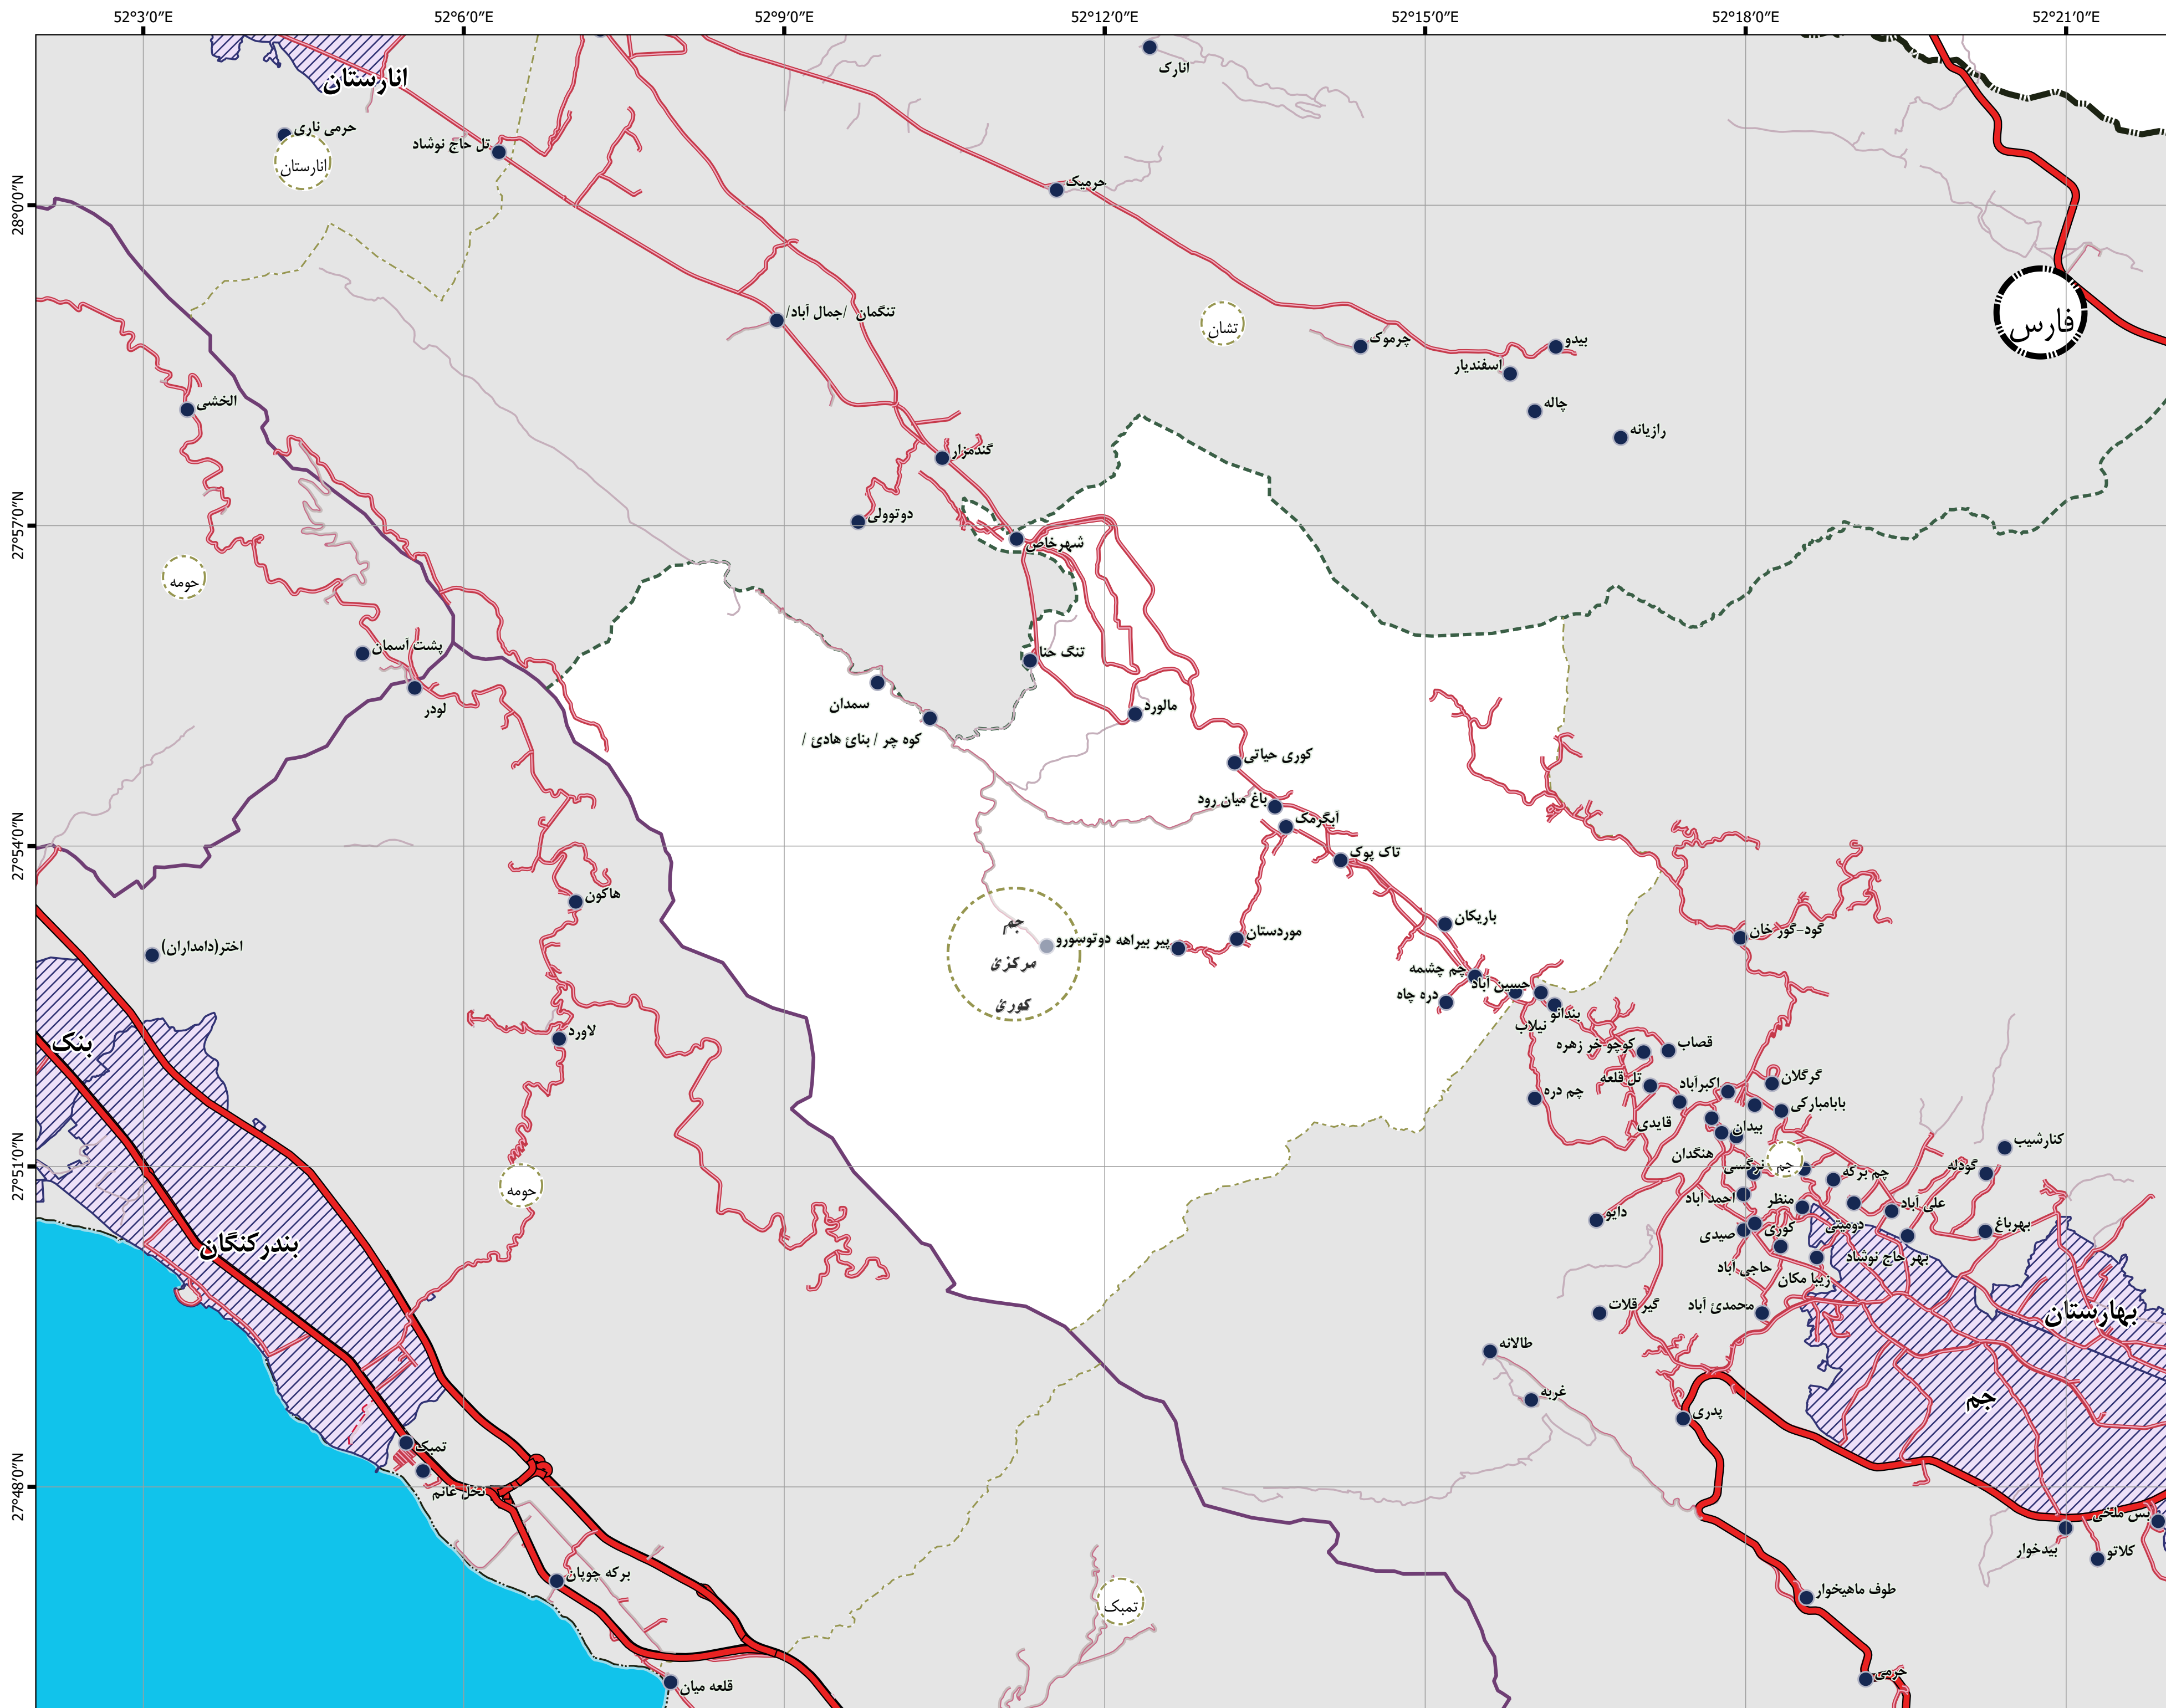 52°3'0"E
52°6'0"E
52°9'0"E
52°12'0"E
52°15'0"E
52°18'0"E
52°21'0"E
28°0'0"N
27°57'0"N
27°54'0"N
27°51'0"N
27°48'0"N
انارستان
انارک
حرمی ناری
انارستان
تل حاج نوشاد
حرمیک
فارس
تنگمان /جمال آباد/
تشان
چرموک
بیدو
اسفندیار
چاله
رازیانه
الخشی
گندمزار
دوتوولی
شهرخاص
حومه
پشت آسمان
لودر
تنگ حنا
سمدان
مالورد
کوه چر / بنائ هادئ /
کوری حیاتی
باغ میان رود
آبگرمک
تاک پوک
هاکون
باریکان
گود-گور خان
اختر(دامداران)
جم
مرکزئ
کورئ
دوتوسورو
پیر بیراهه
موردستان
چم چشمه
حسین آباد
دره چاه
بندانو
نیلاب
بنک
لاورد
کوچو خر زهره
قصاب
تل قلعه
اکبرآباد
گرگلان
چم دره
بابامبارکی
قایدی
بیدان
هنگدان
کنارشیب
نرگسی
جم
چم برکه
گودله
حومه
احمد آباد
منظر
علی آباد
دایو
صیدی
کوری
دومیتی
بهرباغ
بندرکنگان
حاجی آباد
بهر حاج نوشاد
زیبا مکان
گیر قلات
محمدئ آباد
بهارستان
طالانه
غربه
جم
پدری
تمبک
نخل غانم
بس ملخی
بیدخوار
کلاتو
برکه چوپان
تمبک
طوف ماهیخوار
حرمی
قلعه میان